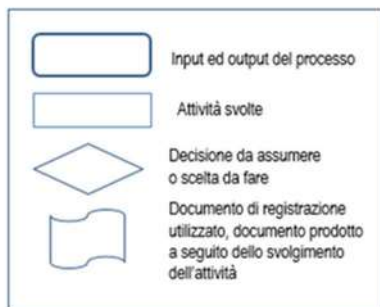 Input ed output del processo
Attività svolte
Decisione da assumere
o scelta da fare
Documento di registrazione
utilizzato, documento prodotto
a seguito dello svolgimento
dell'attività